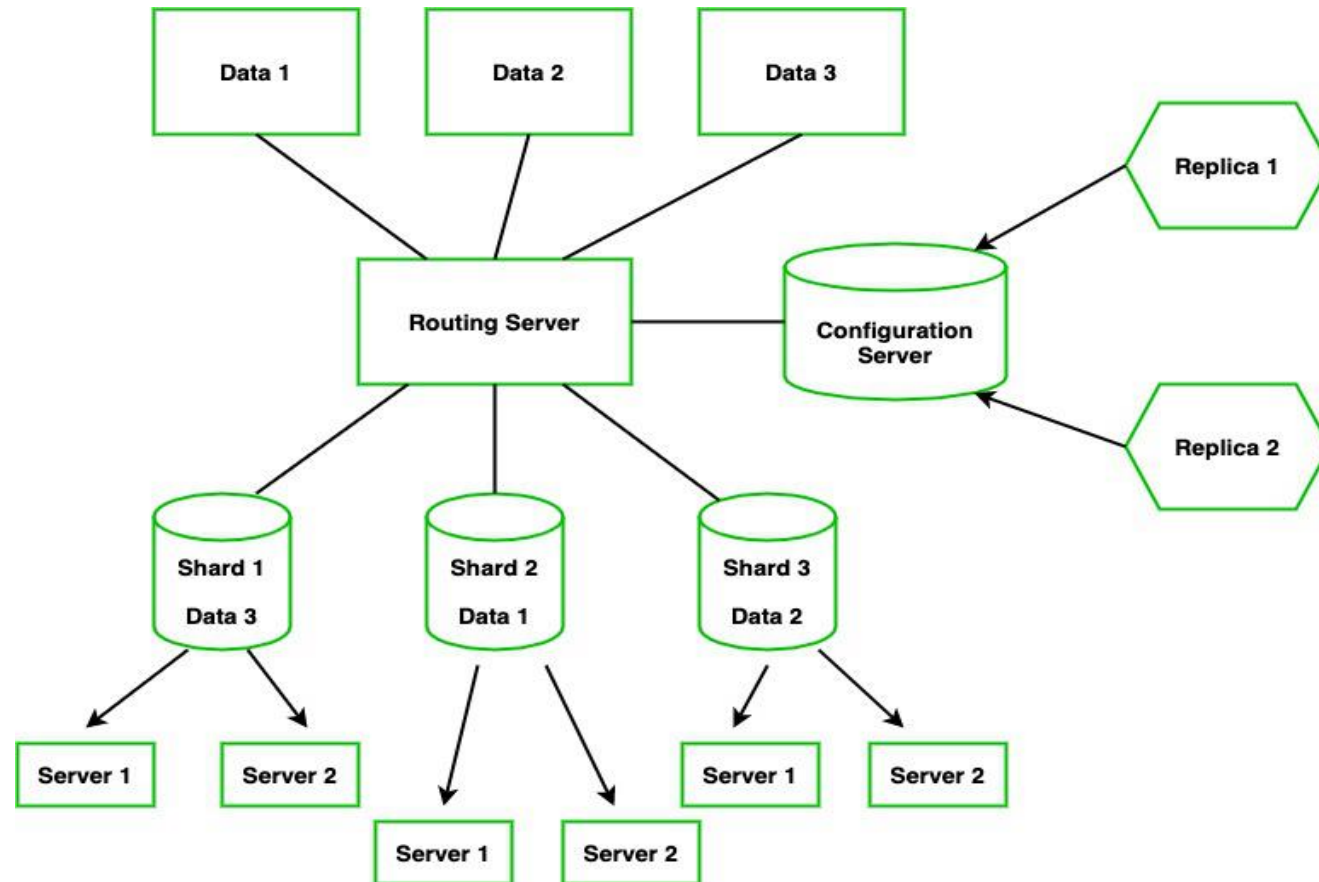 Data 1
Data 2
Data 3
Replica 1
Routing Server
Configuration
Server
Replica 2
Shard 1
Data 3
Shard 2
Data 1
Shard 3
Data 2
Server 1
Server 2
Server 1
Server 2
Server 1
Server 2